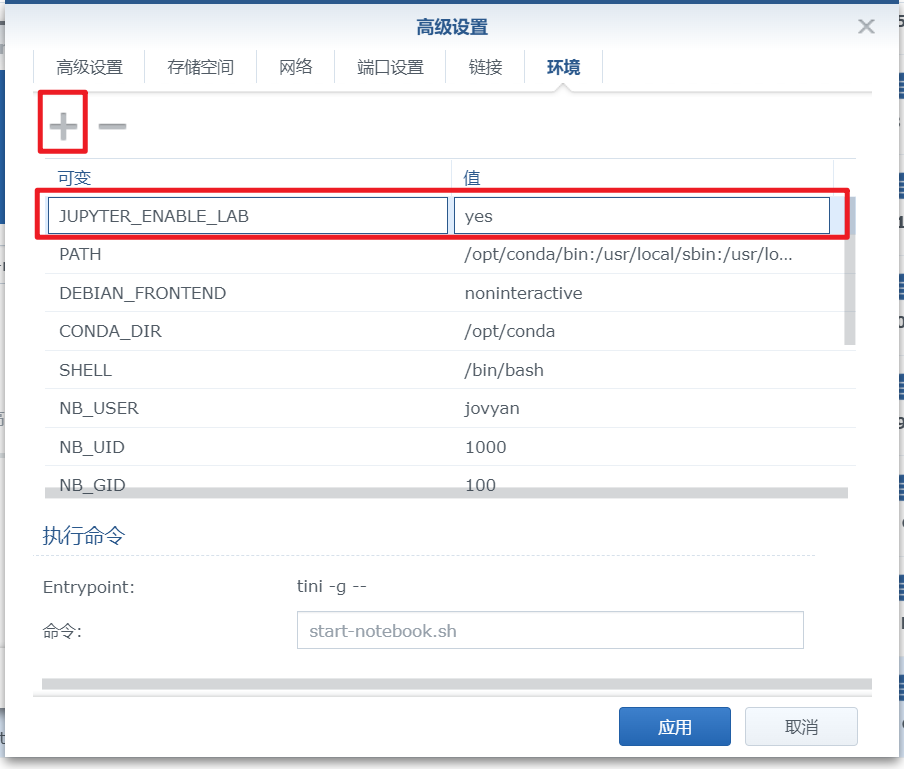 高级设置
高级设置 存储空间 网络 端口设置 链接 环境
可变 值
JUPYTER_ENABLE_LAB yes
PATH /opt/conda/bin:/usr/local/sbin:/usr/lo...
DEBIAN_FRONTEND noninteractive
CONDA_DIR /opt/conda
SHELL /bin/bash
NB_USER jovyan
NB_UID 1000
NB_GID 100
执行命令
Entrypoint: tini -g --
命令: start-notebook.sh
应用 取消